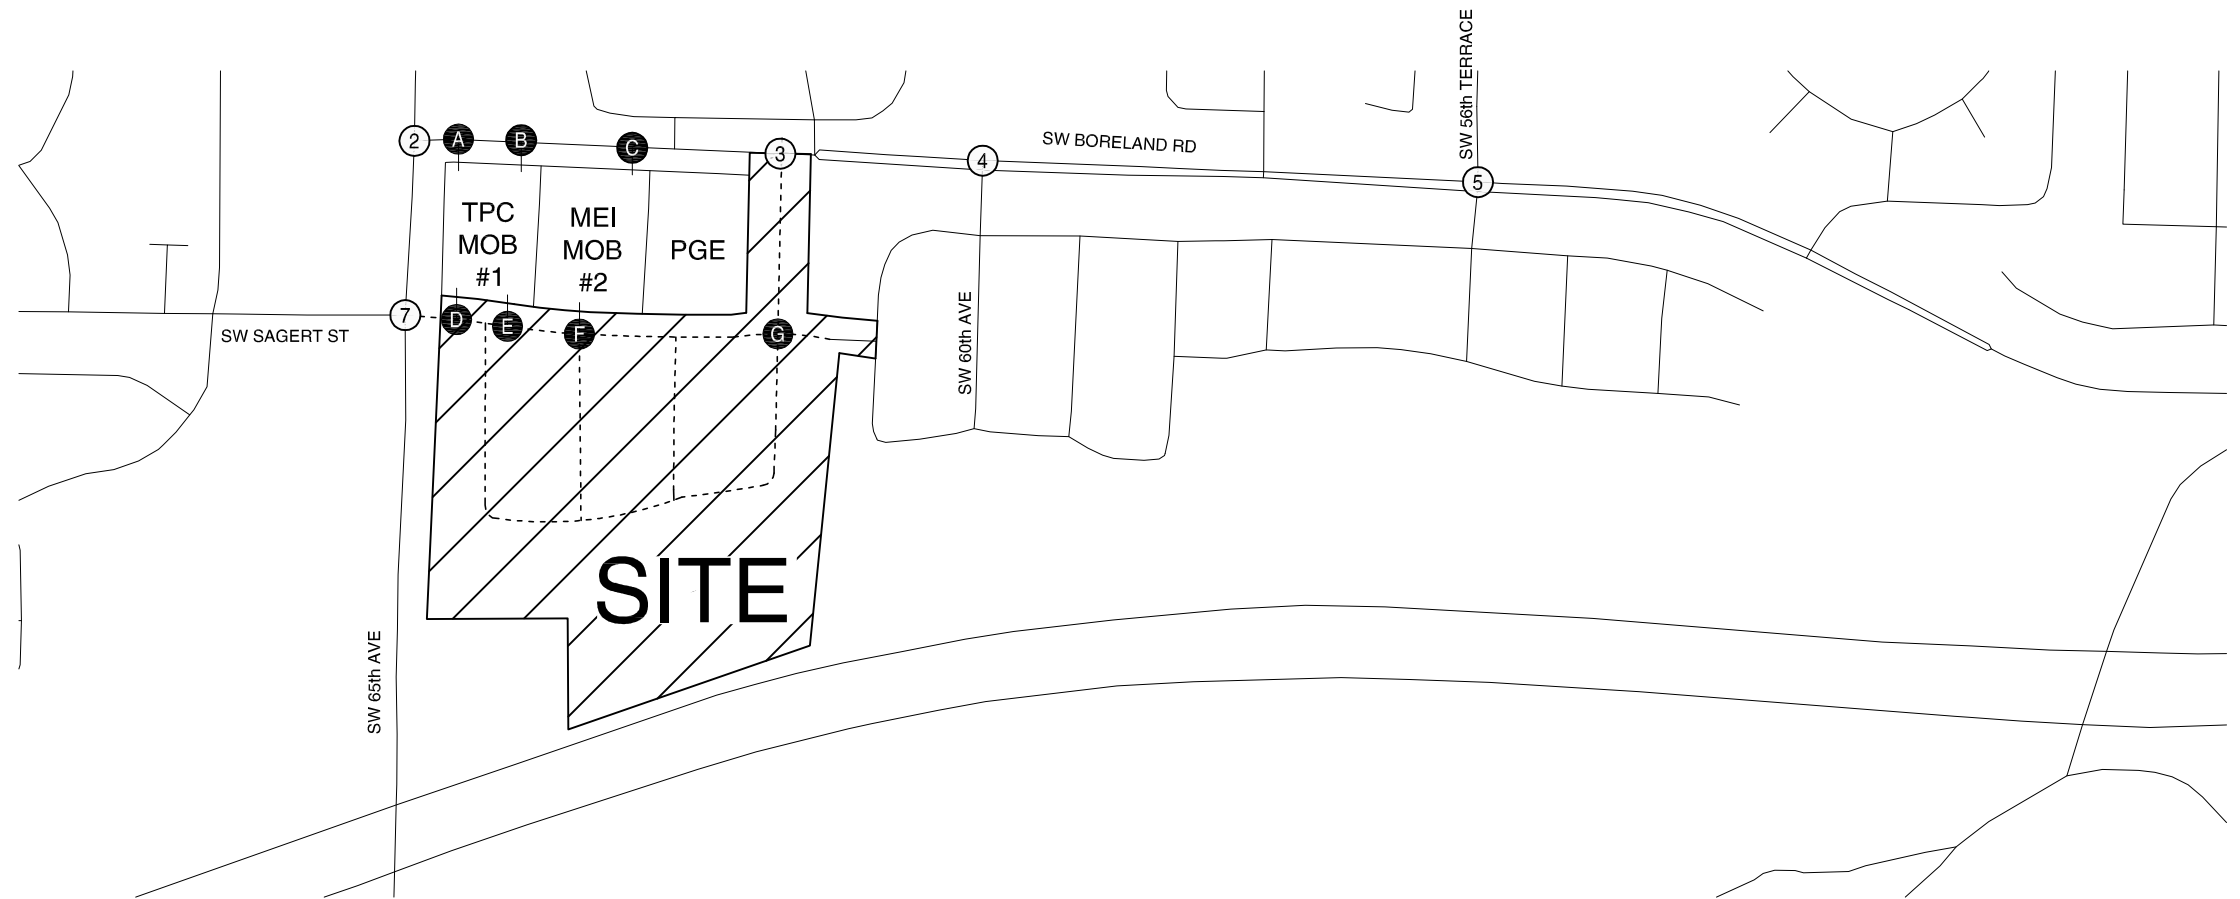 SW 56th TERRACE
2
A
B
C
3
4
SW BORELAND RD
5
TPC
MOB
#1
MEI
MOB
#2
PGE
7
SW SAGERT ST
D
E
F
G
SW 60th AVE
SITE
SW 65th AVE